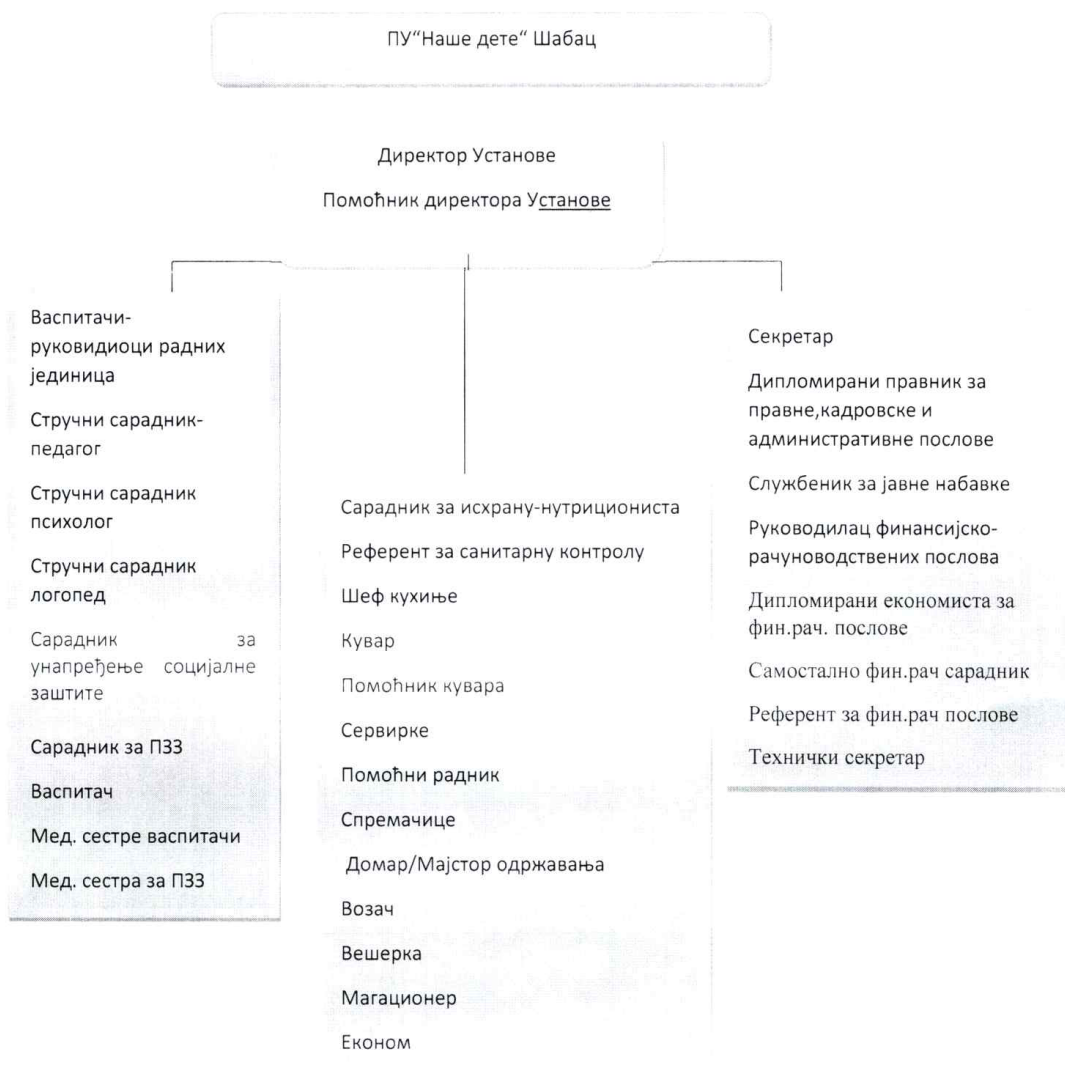 ПУ“Наше дете“ Шабац
Директор Установе
Помоћник директора Установе
Васпитачи-
руковидиоци радних
јединица
Стручни сарадник-
педагог
Стручни сарадник
психолог
Стручни сарадник
логопед
Сарадник за
унапређење социјалне
заштите
Сарадник за ПЗЗ
Васпитач
Мед. сестре васпитачи
Мед. сестра за ПЗЗ
Сарадник за исхрану-нутрициониста
Референт за санитарну контролу
Шеф кухиње
Кувар
Помоћник кувара
Сервирке
Помоћни радник
Спремачице
Домар/Мајстор одржавања
Возач
Вешерка
Магационер
Економ
Секретар
Дипломирани правник за
правне,кадровске и
административне послове
Службеник за јавне набавке
Руководилац финансијско-
рачуноводствених послова
Дипломирани економиста за
фин.рач. послове
Самостално фин.рач сарадник
Референт за фин.рач послове
Технички секретар